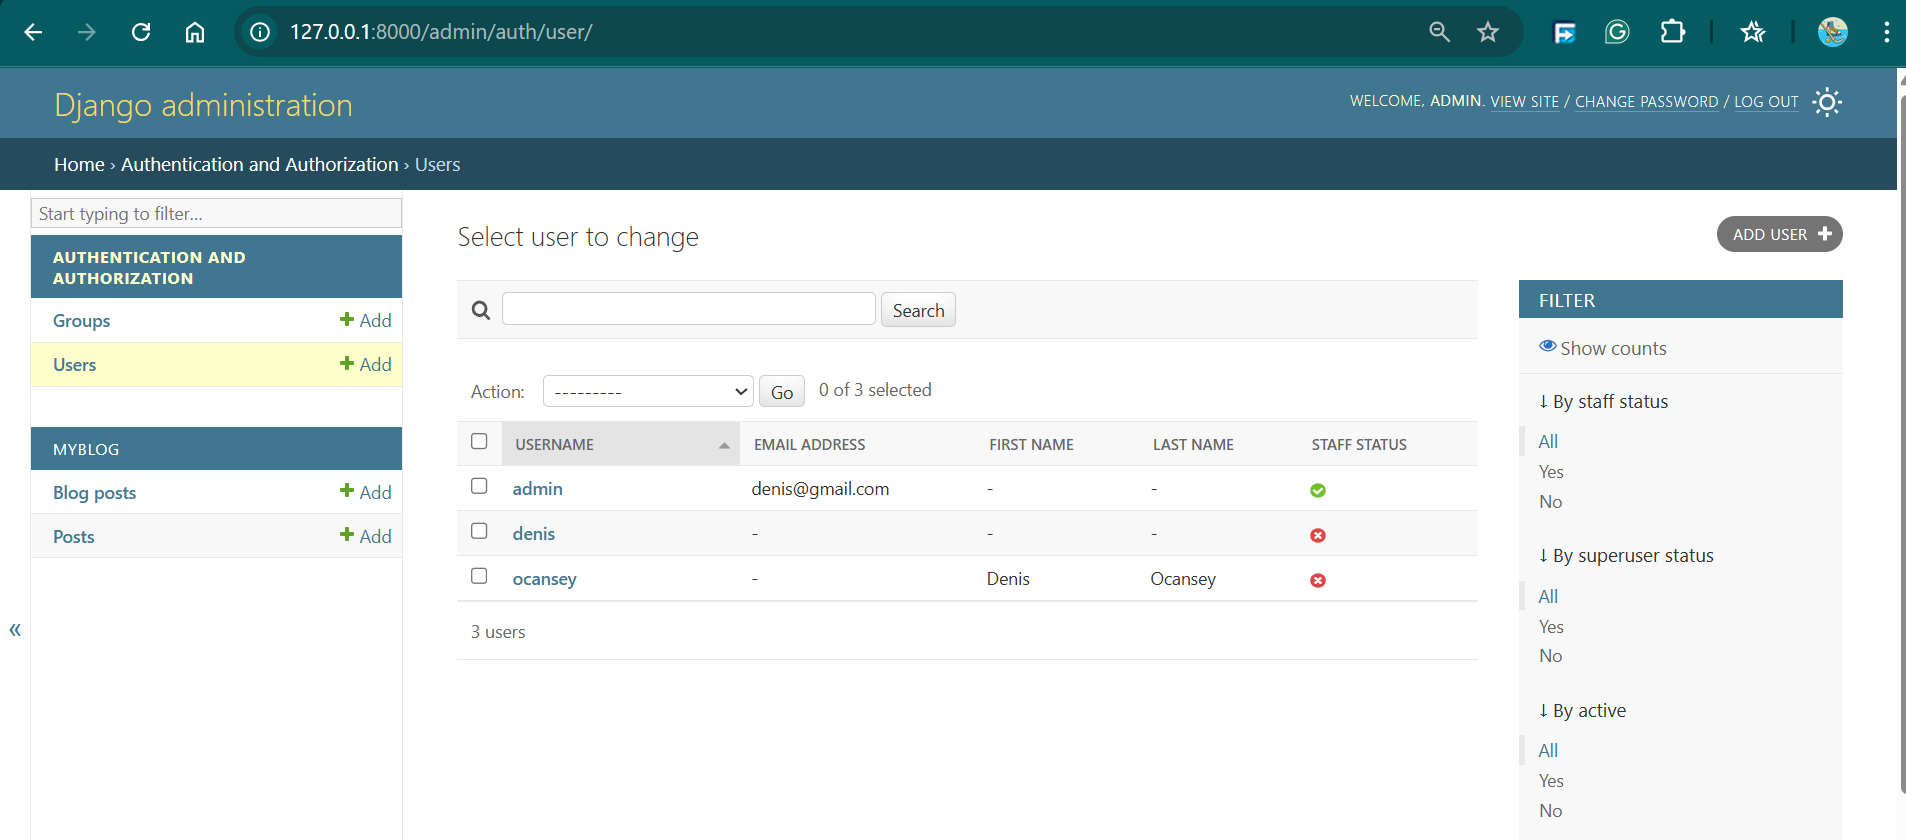 127.0.0.1:8000/admin/auth/user/
Django administration
WELCOME, ADMIN. VIEW SITE / CHANGE PASSWORD / LOG OUT
Home › Authentication and Authorization › Users
Start typing to filter...
AUTHENTICATION AND
AUTHORIZATION
Groups + Add
Users + Add
MYBLOG
Blog posts + Add
Posts + Add
«
Select user to change
ADD USER +
Search
Action: --------- Go 0 of 3 selected
USERNAME EMAIL ADDRESS FIRST NAME LAST NAME STAFF STATUS
admin denis@gmail.com - -
denis - - -
ocansey - Denis Ocansey
3 users
FILTER
Show counts
↓ By staff status
All
Yes
No
↓ By superuser status
All
Yes
No
↓ By active
All
Yes
No